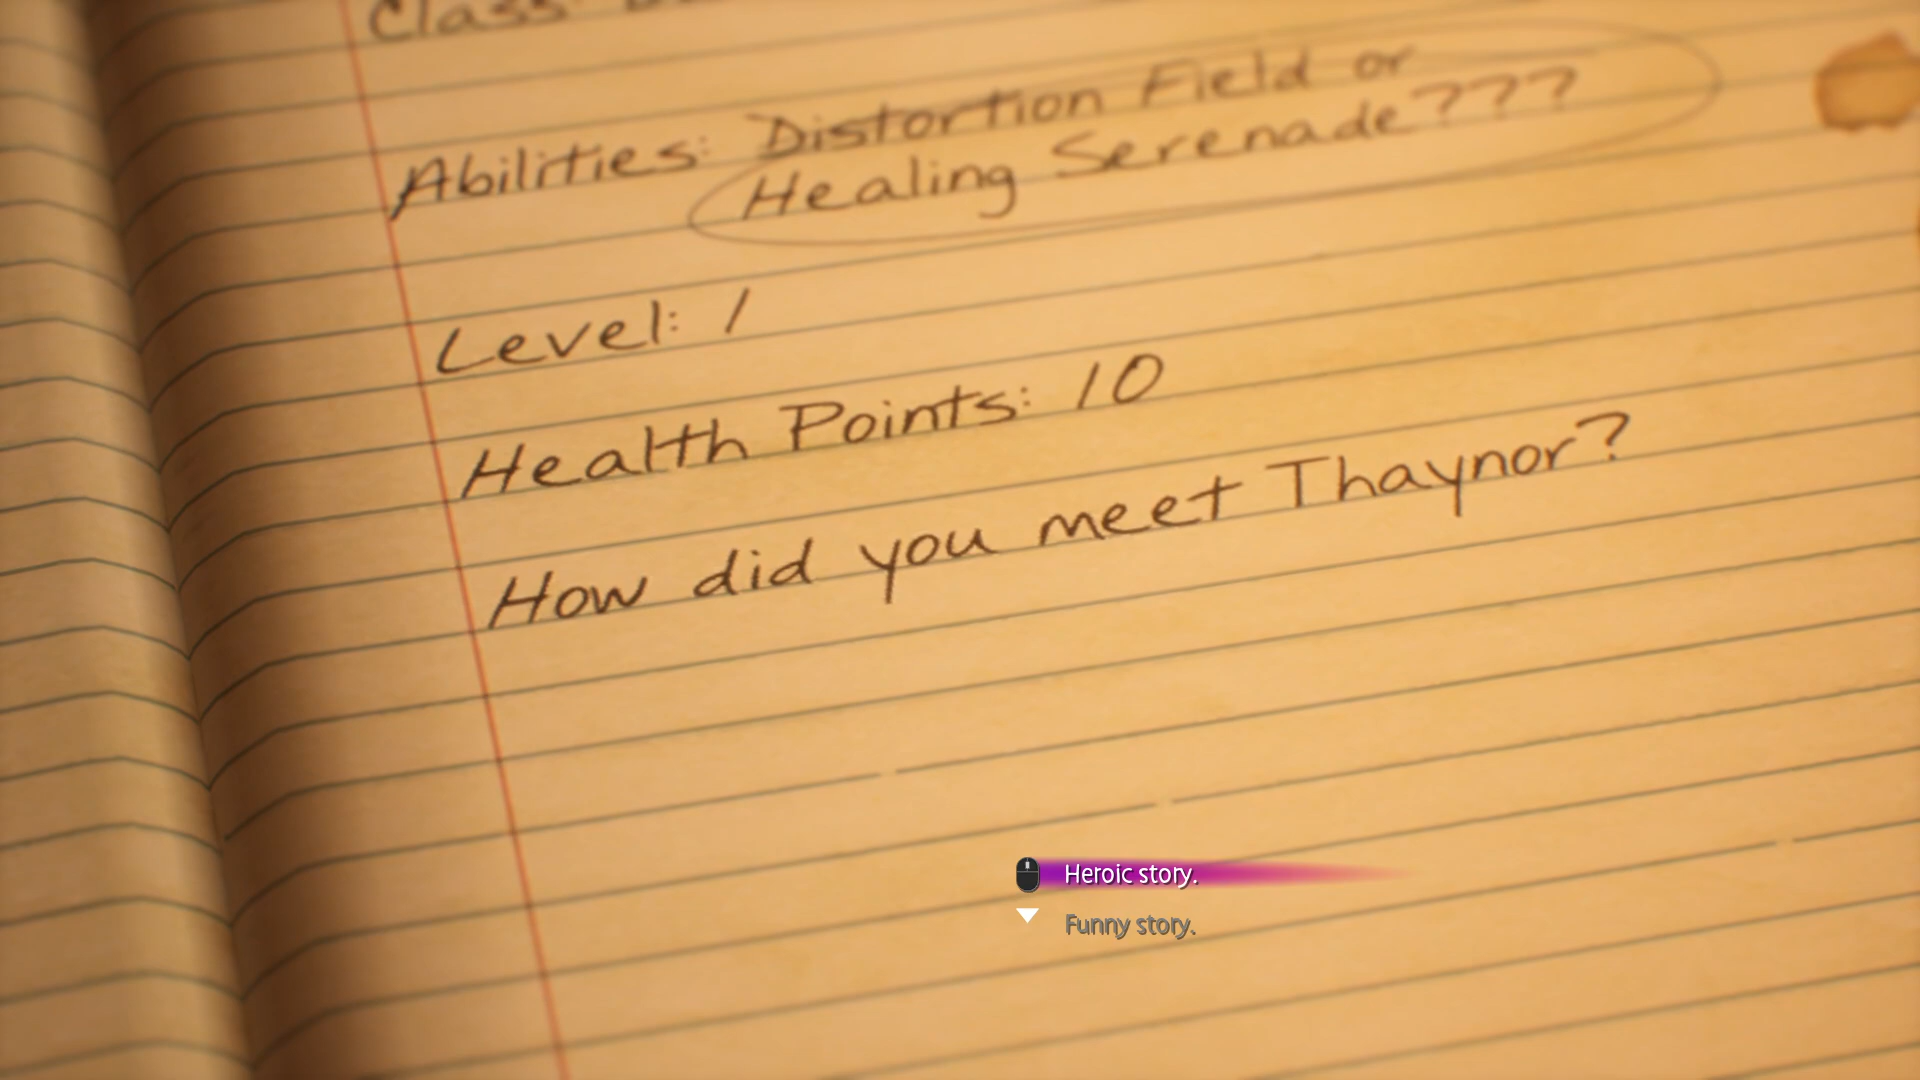 Class
Abilities: Distortion Field or
Healing Serenade???
Level: 1
Health Points: 10
How did you meet Thaynor?
Heroic story.
Funny story.